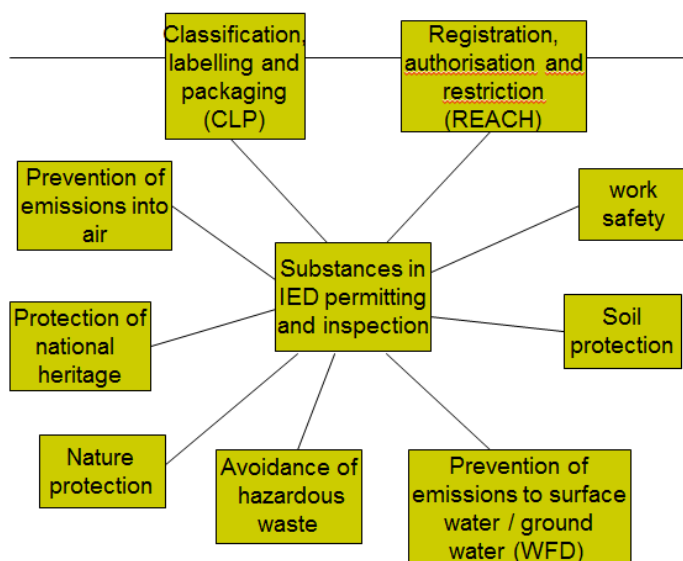 Classification,
labelling and
packaging
(CLP)
Registration,
authorisation and
restriction
(REACH)
Prevention of
emissions into
air
work
safety
Substances in
IED permitting
and inspection
Protection of
national
heritage
Soil
protection
Nature
protection
Avoidance of
hazardous
waste
Prevention of
emissions to surface
water / ground
water (WFD)